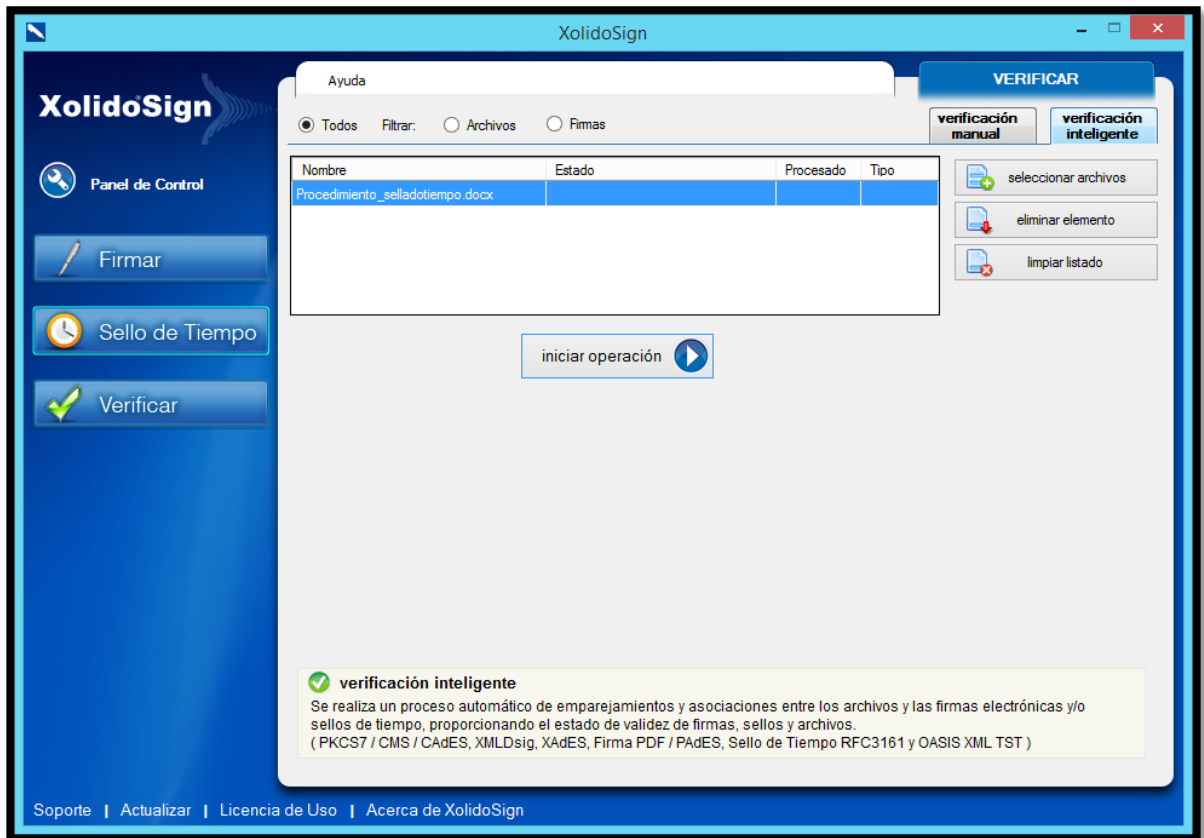 XolidoSign
XolidoSign
Panel de Control
Firmar
Sello de Tiempo
Verificar
Ayuda
VERIFICAR
Todos Filtrar: Archivos Firmas
verificación manual
verificación inteligente
Nombre Estado Procesado Tipo
Procedimiento_selladotiempo.docx
seleccionar archivos
eliminar elemento
limpiar listado
iniciar operación
verificación inteligente
Se realiza un proceso automático de emparejamientos y asociaciones entre los archivos y las firmas electrónicas y/o
sellos de tiempo, proporcionando el estado de validez de firmas, sellos y archivos.
( PKCS7 / CMS / CAdES, XMLDsig, XAdES, Firma PDF / PAdES, Sello de Tiempo RFC3161 y OASIS XML TST )
Soporte | Actualizar | Licencia de Uso | Acerca de XolidoSign